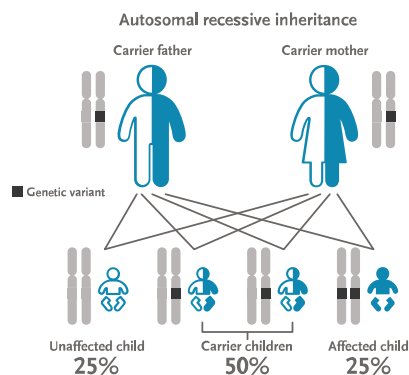 Autosomal recessive inheritance
Carrier father
Carrier mother
Genetic variant
Unaffected child
25%
Carrier children
50%
Affected child
25%